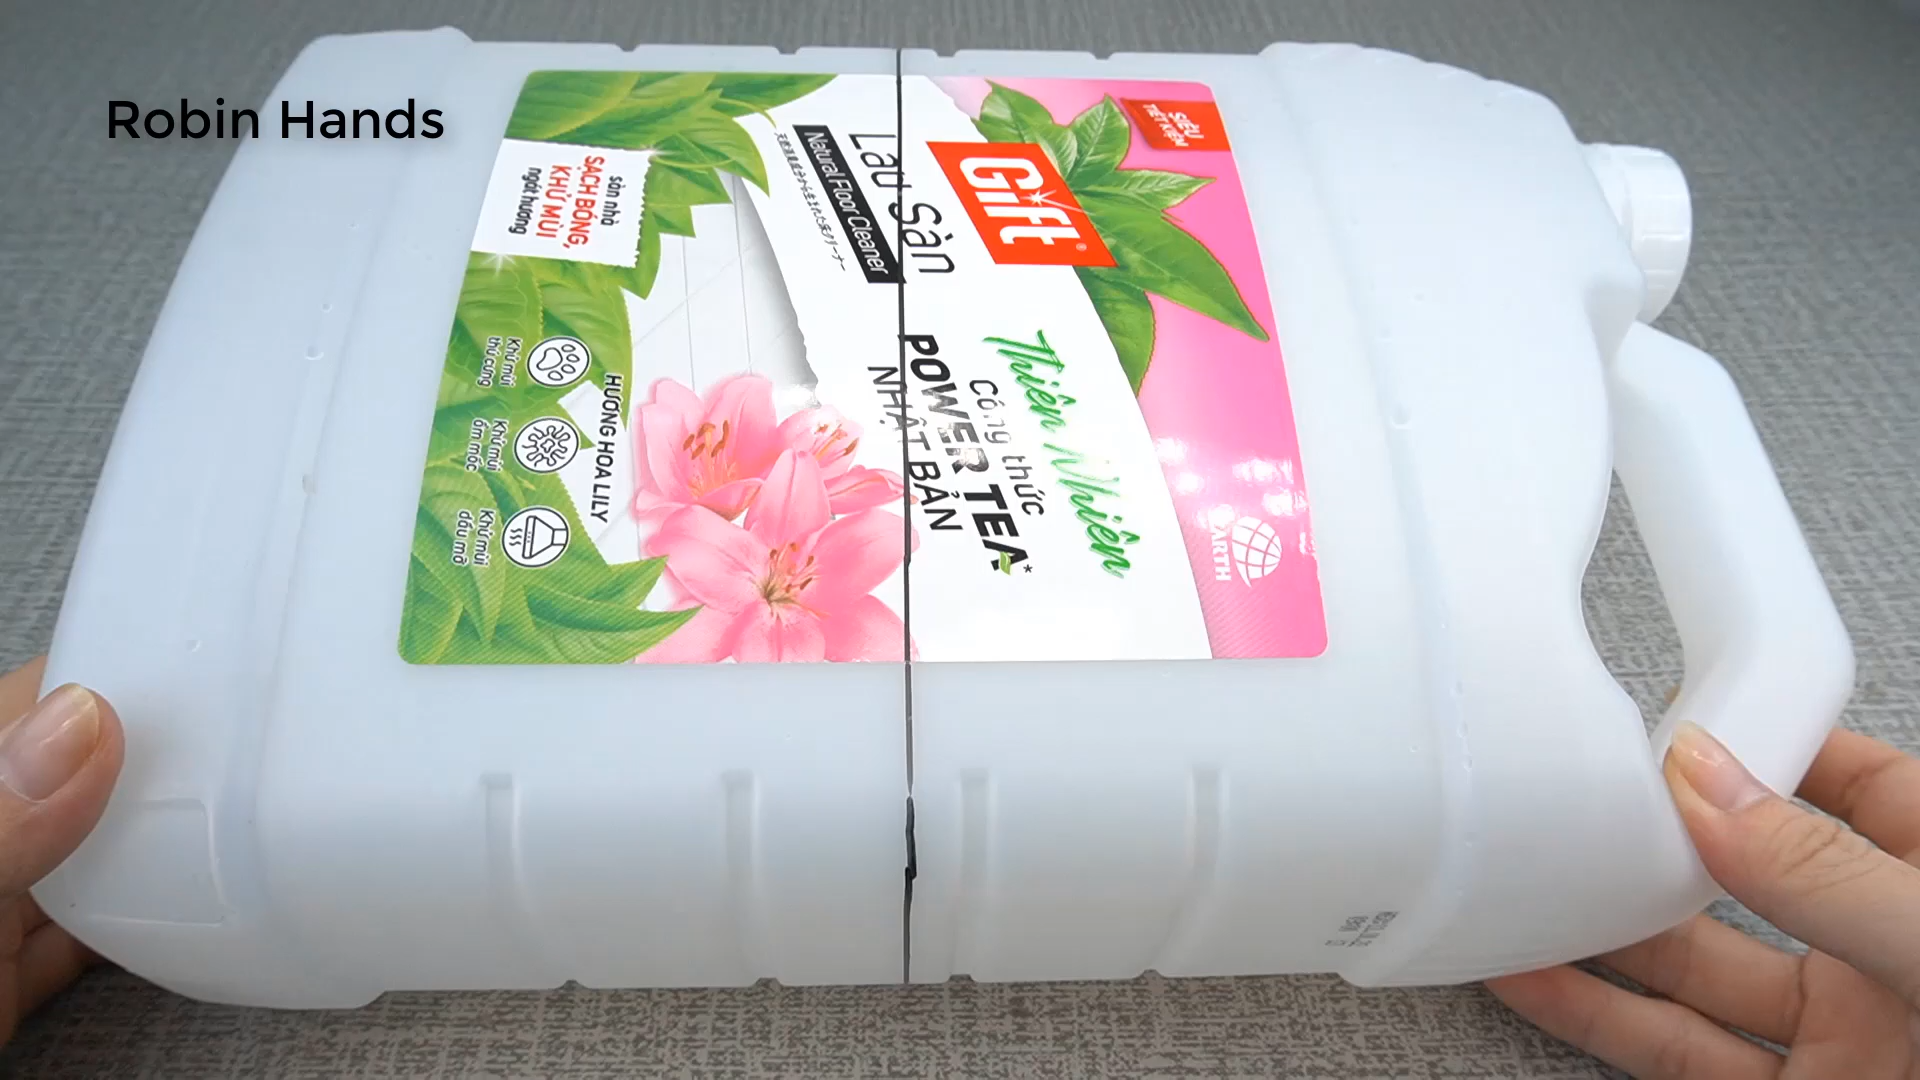 Robin Hands
SIÊU
TIẾT KIỆM
Gift®
Lau Sàn
Natural Floor Cleaner
Thiên Nhiên
Công thức
POWER TEA*
NHẬT BẢN
EARTH
sàn nhà
SẠCH BÓNG,
KHỬ MÙI,
ngát hương
HƯƠNG HOA LILY
Khử mùi
thú cưng
Khử mùi
ẩm mốc
Khử mùi
dầu mỡ